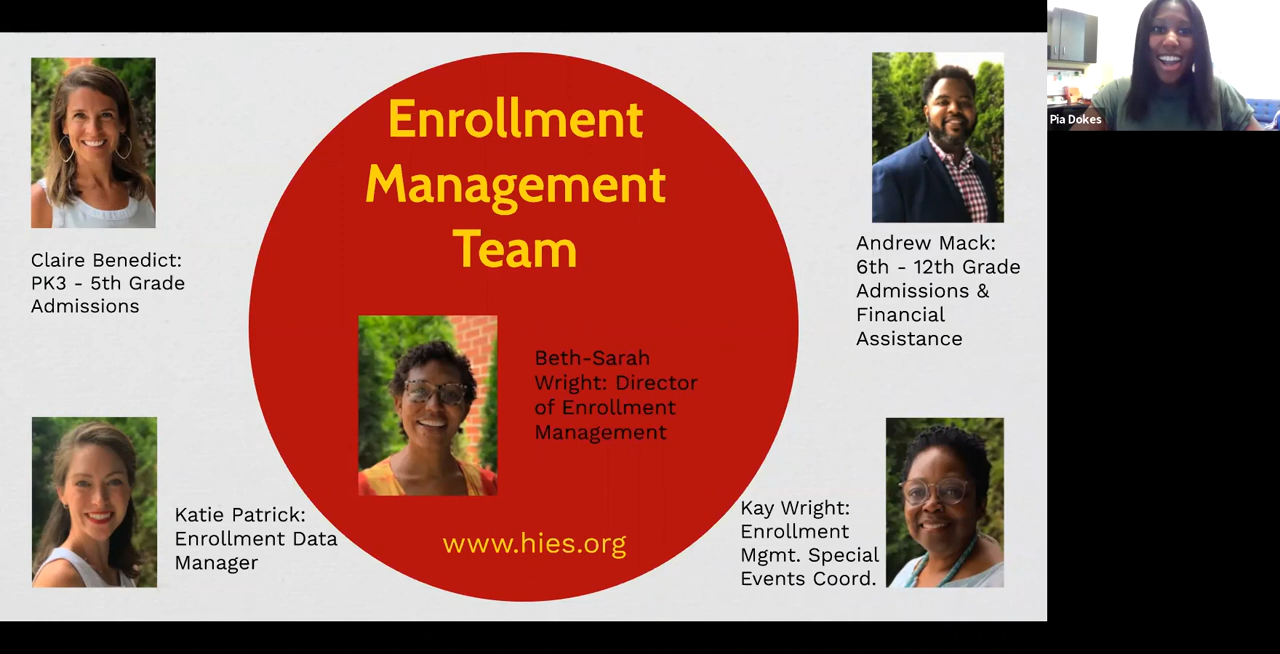 Enrollment
Management
Team
Pia Dokes
Claire Benedict:
PK3 - 5th Grade
Admissions
Andrew Mack:
6th - 12th Grade
Admissions &
Financial
Assistance
Beth-Sarah
Wright: Director
of Enrollment
Management
Katie Patrick:
Enrollment Data
Manager
Kay Wright:
Enrollment
Mgmt. Special
Events Coord.
www.hies.org